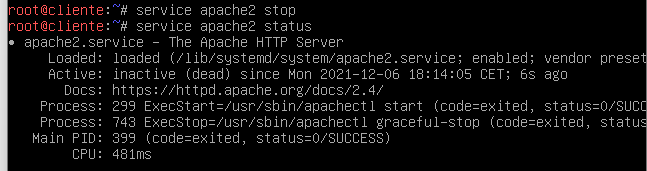 root@cliente:~# service apache2 stop
root@cliente:~# service apache2 status
● apache2.service - The Apache HTTP Server
Loaded: loaded (/lib/systemd/system/apache2.service; enabled; vendor preset
Active: inactive (dead) since Mon 2021-12-06 18:14:05 CET; 6s ago
Docs: https://httpd.apache.org/docs/2.4/
Process: 299 ExecStart=/usr/sbin/apachectl start (code=exited, status=0/SUCC
Process: 743 ExecStop=/usr/sbin/apachectl graceful-stop (code=exited, status
Main PID: 399 (code=exited, status=0/SUCCESS)
CPU: 481ms